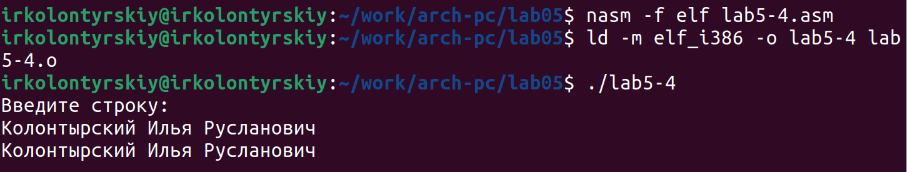 irkolontyrskiy@irkolontyrskiy:~/work/arch-pc/lab05$ nasm -f elf lab5-4.asm
irkolontyrskiy@irkolontyrskiy:~/work/arch-pc/lab05$ ld -m elf_i386 -o lab5-4 lab
5-4.o
irkolontyrskiy@irkolontyrskiy:~/work/arch-pc/lab05$ ./lab5-4
Введите строку:
Колонтырский Илья Русланович
Колонтырский Илья Русланович